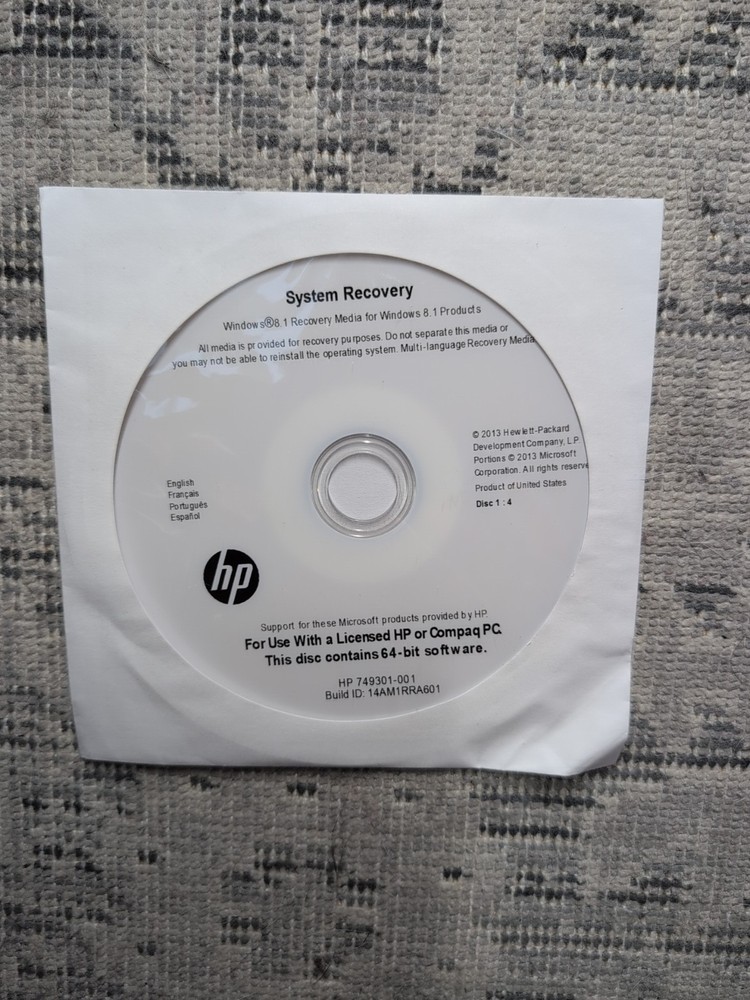 System Recovery
Windows®8.1 Recovery Media for Windows 8.1 Products
All media is provided for recovery purposes. Do not separate this media or
you may not be able to reinstall the operating system. Multi-language Recovery Media
© 2013 Hewlett-Packard
Development Company, L.P.
Portions © 2013 Microsoft
Corporation. All rights reserve
Product of United States
Disc 1 : 4
English
Français
Português
Español
hp
Support for these Microsoft products provided by HP.
For Use With a Licensed HP or Compaq PC.
This disc contains 64-bit software.
HP 749301-001
Build ID: 14AM1RRA601